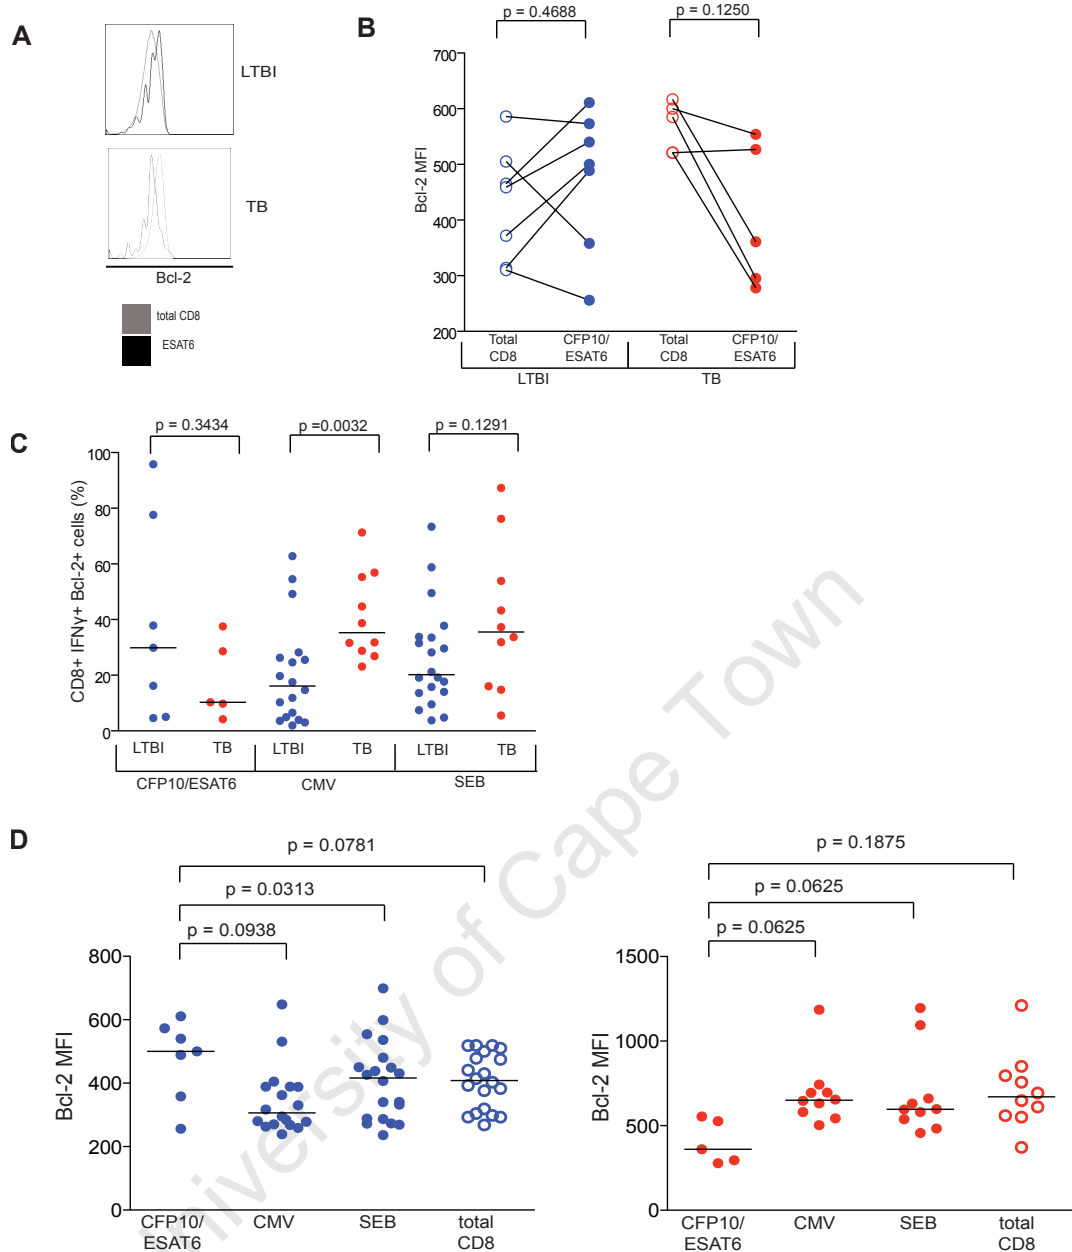 A
LTBI
TB
Bcl-2
total CD8
ESAT6
B
p = 0.4688
p = 0.1250
Bcl-2 MFI
700
600
500
400
300
200
Total CD8
CFP10/ESAT6
Total CD8
CFP10/ESAT6
LTBI
TB
C
p = 0.3434
p =0.0032
p = 0.1291
CD8+ IFNγ+ Bcl-2+ cells (%)
100
80
60
40
20
0
LTBI
TB
LTBI
TB
LTBI
TB
CFP10/ESAT6
CMV
SEB
D
p = 0.0781
p = 0.0313
p = 0.0938
Bcl-2 MFI
800
600
400
200
0
CFP10/
ESAT6
CMV
SEB
total
CD8
p = 0.1875
p = 0.0625
p = 0.0625
Bcl-2 MFI
1500
1000
500
0
CFP10/
ESAT6
CMV
SEB
total
CD8
University of Cape Town